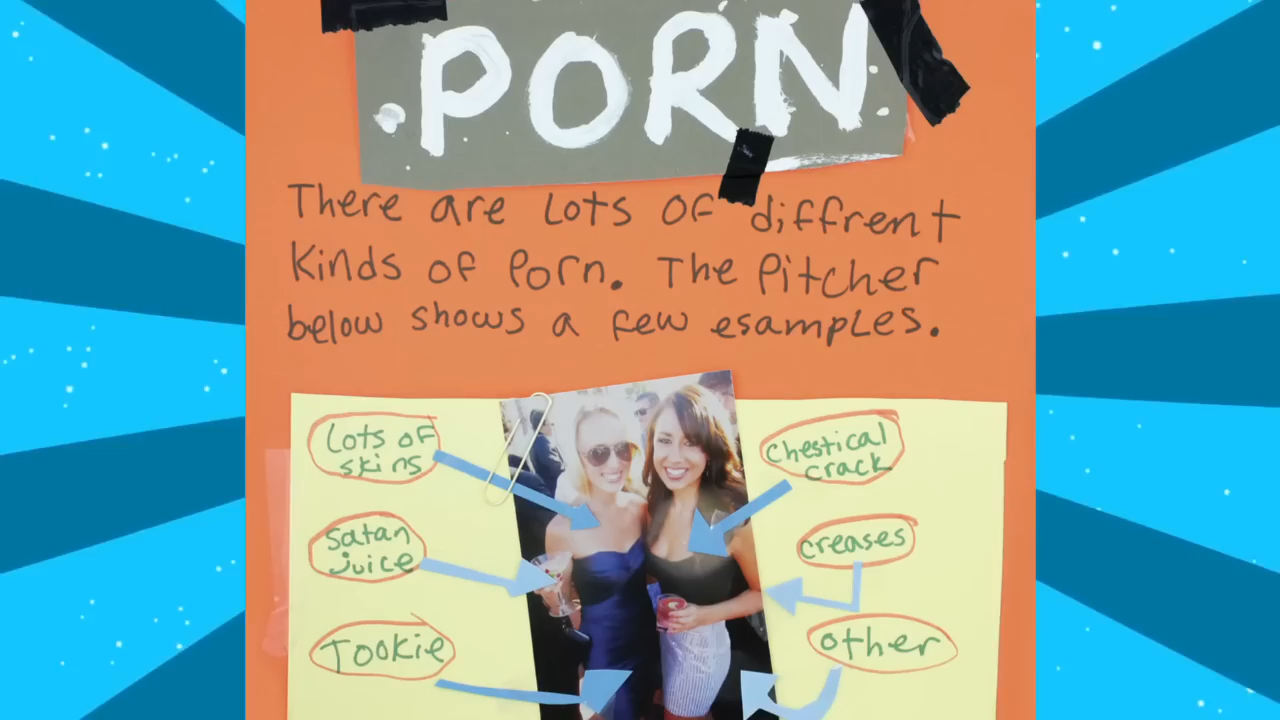 PORN
There are lots of diffrent
kinds of Porn. The Pitcher
below shows a few esamples.
Lots of
skins
chestical
crack
satan
juice
creases
Tookie
other